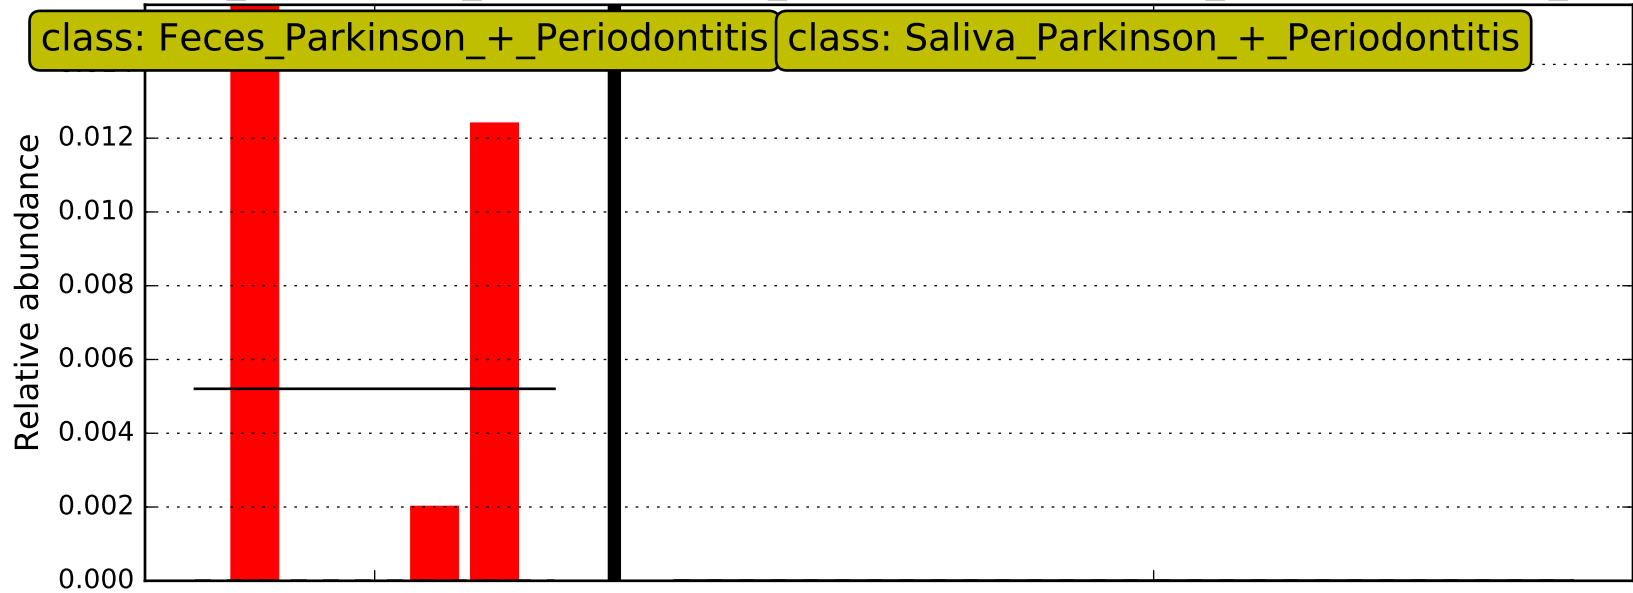 class: Feces_Parkinson_+_Periodontitis
class: Saliva_Parkinson_+_Periodontitis
0.012
0.010
0.008
0.006
0.004
0.002
0.000
Relative abundance